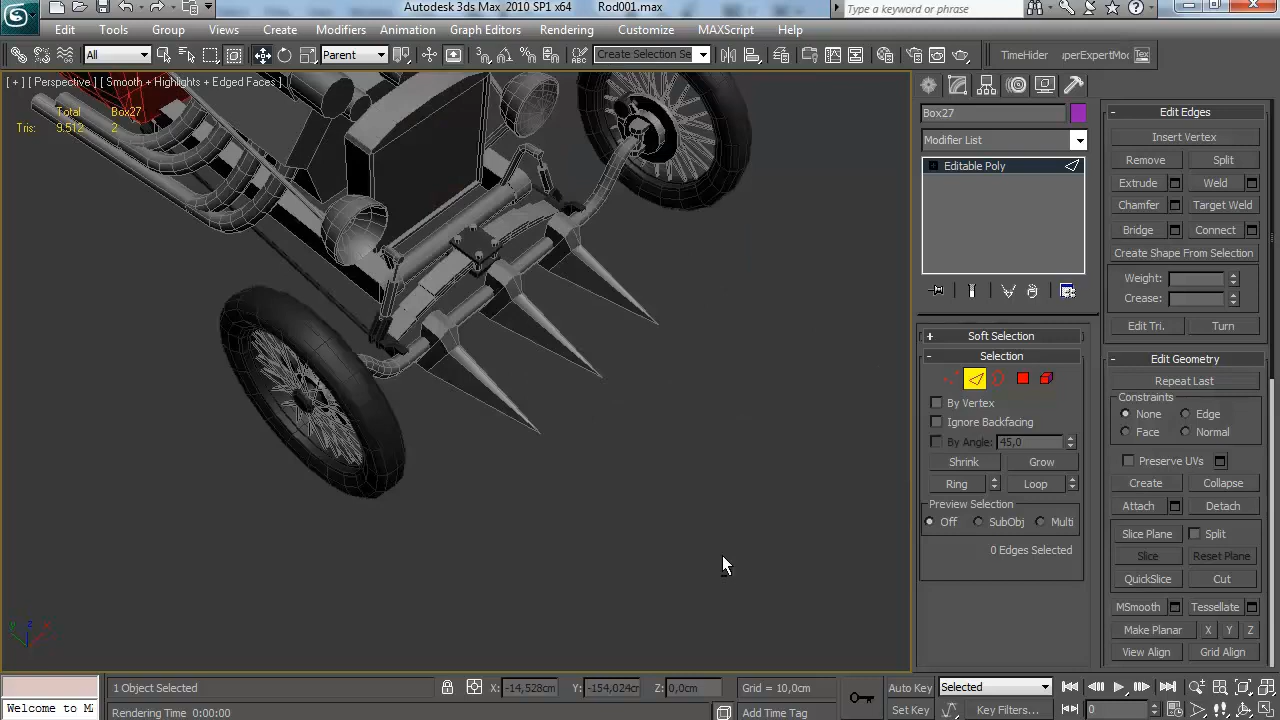 Autodesk 3ds Max 2010 SP1 x64 Rod001.max
Type a keyword or phrase
Edit Tools Group Views Create Modifiers Animation Graph Editors Rendering Customize MAXScript Help
All Parent Create Selection Se TimeHider uperExpertMoc Tex
[ + ] [ Perspective ] [ Smooth + Highlights + Edged Faces ]
Total Box27
Tris: 9.512 2
Box27
Modifier List
Editable Poly
Soft Selection
Selection
By Vertex
Ignore Backfacing
By Angle: 45,0
Shrink Grow
Ring Loop
Preview Selection
Off SubObj Multi
0 Edges Selected
Edit Edges
Insert Vertex
Remove Split
Extrude Weld
Chamfer Target Weld
Bridge Connect
Create Shape From Selection
Weight:
Crease:
Edit Tri. Turn
Edit Geometry
Repeat Last
Constraints
None Edge
Face Normal
Preserve UVs
Create Collapse
Attach Detach
Slice Plane Split
Slice Reset Plane
QuickSlice Cut
MSmooth Tessellate
Make Planar X Y Z
View Align Grid Align
z y x
1 Object Selected X: -14,528cm Y: -154,024cm Z: 0,0cm Grid = 10,0cm Auto Key Selected
Welcome to M Rendering Time 0:00:00 Add Time Tag Set Key Key Filters... 0